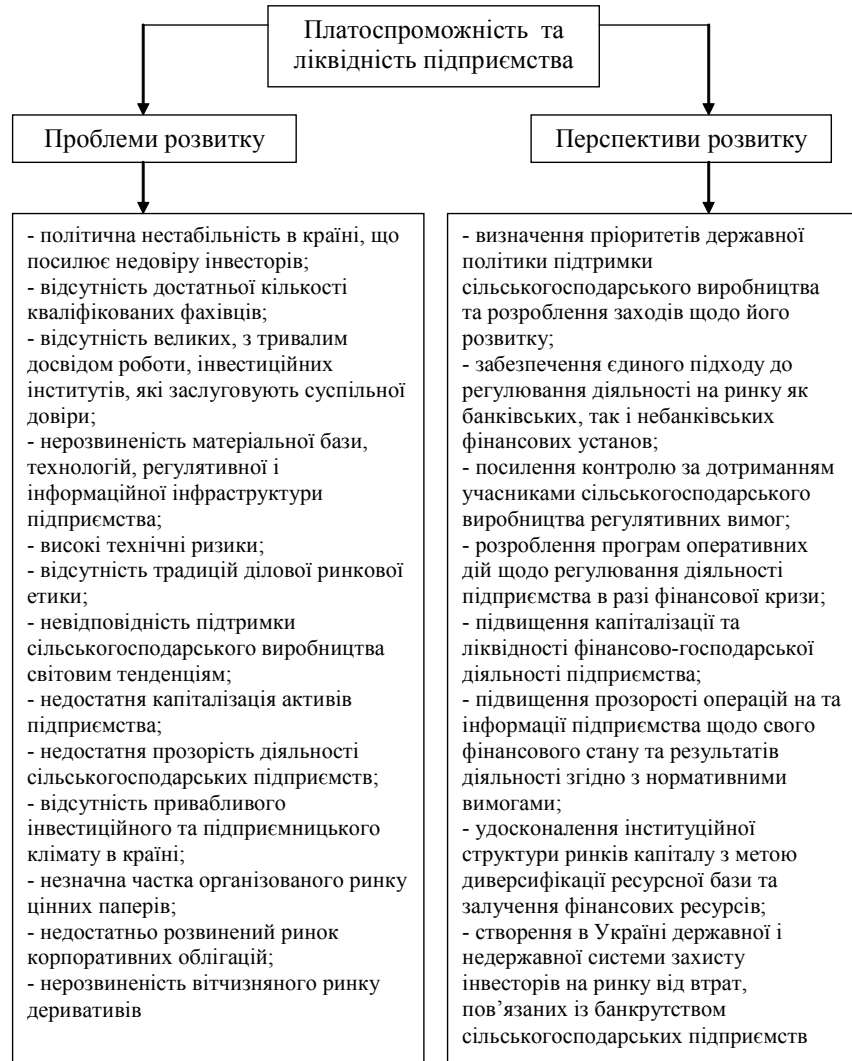 Платоспроможність та
ліквідність підприємства
Проблеми розвитку
Перспективи розвитку
- політична нестабільність в країні, що
посилює недовіру інвесторів;
- відсутність достатньої кількості
кваліфікованих фахівців;
- відсутність великих, з тривалим
досвідом роботи, інвестиційних
інститутів, які заслуговують суспільної
довіри;
- нерозвиненість матеріальної бази,
технологій, регулятивної і
інформаційної інфраструктури
підприємства;
- високі технічні ризики;
- відсутність традицій ділової ринкової
етики;
- невідповідність підтримки
сільськогосподарського виробництва
світовим тенденціям;
- недостатня капіталізація активів
підприємства;
- недостатня прозорість діяльності
сільськогосподарських підприємств;
- відсутність привабливого
інвестиційного та підприємницького
клімату в країні;
- незначна частка організованого ринку
цінних паперів;
- недостатньо розвинений ринок
корпоративних облігацій;
- нерозвиненість вітчизняного ринку
деривативів
- визначення пріоритетів державної
політики підтримки
сільськогосподарського виробництва
та розроблення заходів щодо його
розвитку;
- забезпечення єдиного підходу до
регулювання діяльності на ринку як
банківських, так і небанківських
фінансових установ;
- посилення контролю за дотриманням
учасниками сільськогосподарського
виробництва регулятивних вимог;
- розроблення програм оперативних
дій щодо регулювання діяльності
підприємства в разі фінансової кризи;
- підвищення капіталізації та
ліквідності фінансово-господарської
діяльності підприємства;
- підвищення прозорості операцій на та
інформації підприємства щодо свого
фінансового стану та результатів
діяльності згідно з нормативними
вимогами;
- удосконалення інституційної
структури ринків капіталу з метою
диверсифікації ресурсної бази та
залучення фінансових ресурсів;
- створення в Україні державної і
недержавної системи захисту
інвесторів на ринку від втрат,
пов’язаних із банкрутством
сільськогосподарських підприємств